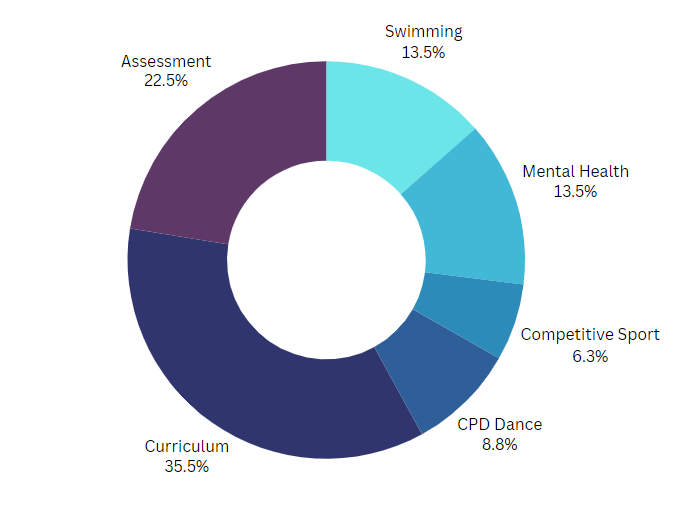 Swimming
13.5%
Assessment
22.5%
Mental Health
13.5%
Competitive Sport
6.3%
CPD Dance
8.8%
Curriculum
35.5%